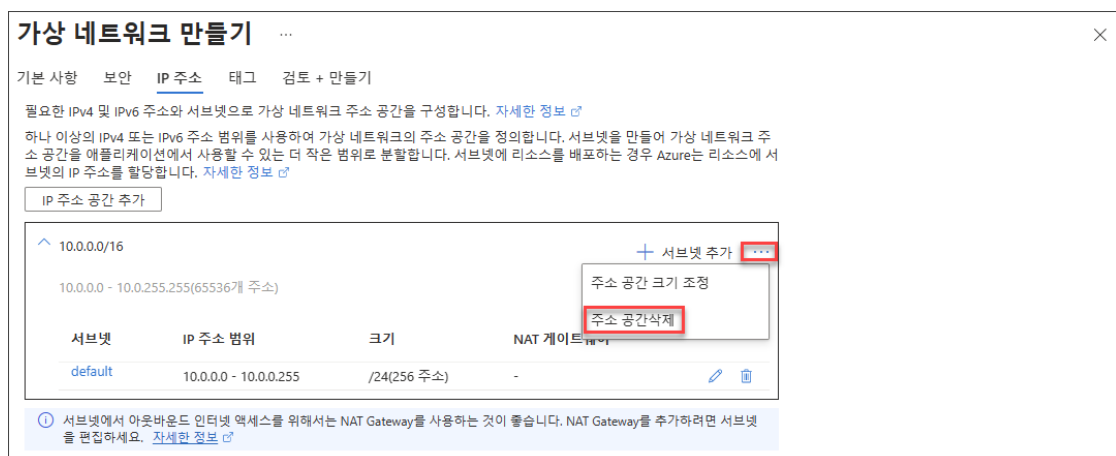 가상 네트워크 만들기 ...
기본 사항 보안 IP 주소 태그 검토 + 만들기
필요한 IPv4 및 IPv6 주소와 서브넷으로 가상 네트워크 주소 공간을 구성합니다. 자세한 정보
하나 이상의 IPv4 또는 IPv6 주소 범위를 사용하여 가상 네트워크의 주소 공간을 정의합니다. 서브넷을 만들어 가상 네트워크 주
소 공간을 애플리케이션에서 사용할 수 있는 더 작은 범위로 분할합니다. 서브넷에 리소스를 배포하는 경우 Azure는 리소스에 서
브넷의 IP 주소를 할당합니다. 자세한 정보
IP 주소 공간 추가
10.0.0.0/16
+ 서브넷 추가 ...
10.0.0.0 - 10.0.255.255(65536개 주소)
주소 공간 크기 조정
주소 공간삭제
서브넷 IP 주소 범위 크기 NAT 게이트웨이
default 10.0.0.0 - 10.0.0.255 /24(256 주소) -
서브넷에서 아웃바운드 인터넷 액세스를 위해서는 NAT Gateway를 사용하는 것이 좋습니다. NAT Gateway를 추가하려면 서브넷
을 편집하세요. 자세한 정보